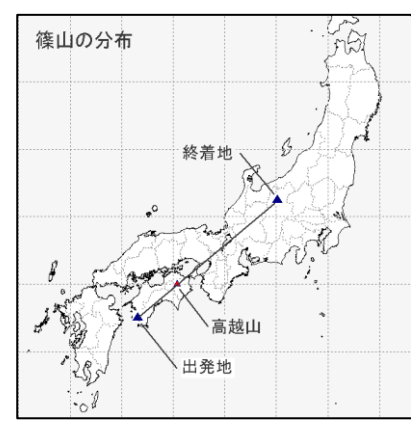 篠山の分布
終着地
高越山
出発地